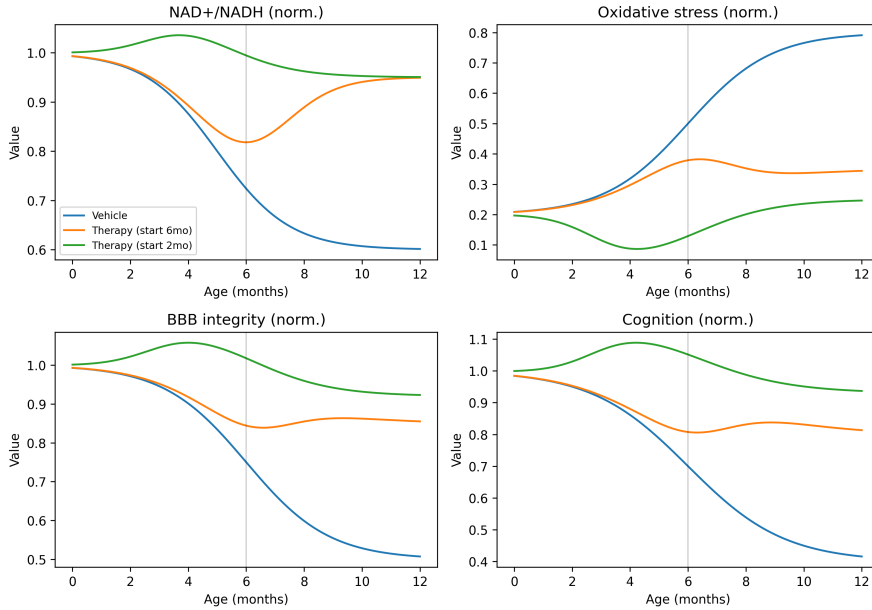 NAD+/NADH (norm.)
Value
1.0
0.9
0.8
0.7
0.6
Vehicle
Therapy (start 6mo)
Therapy (start 2mo)
0 2 4 6 8 10 12
Age (months)
Oxidative stress (norm.)
Value
0.8
0.7
0.6
0.5
0.4
0.3
0.2
0.1
0 2 4 6 8 10 12
Age (months)
BBB integrity (norm.)
Value
1.0
0.9
0.8
0.7
0.6
0.5
0 2 4 6 8 10 12
Age (months)
Cognition (norm.)
Value
1.1
1.0
0.9
0.8
0.7
0.6
0.5
0.4
0 2 4 6 8 10 12
Age (months)